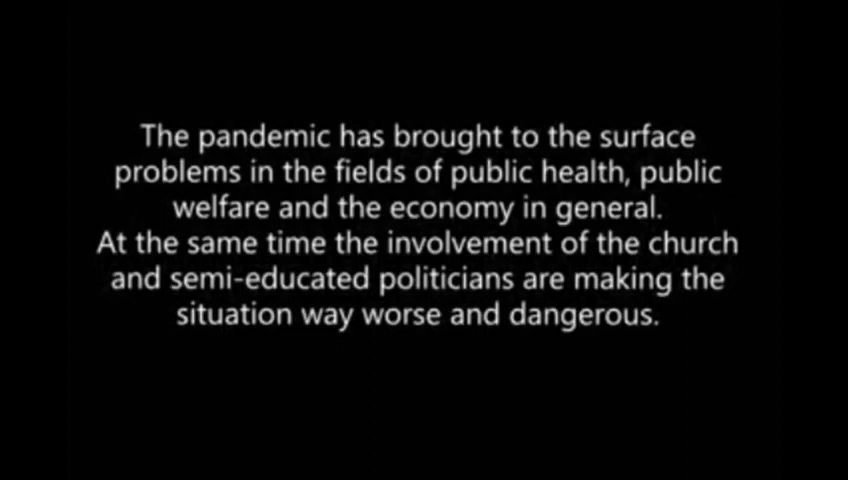 The pandemic has brought to the surface
problems in the fields of public health, public
welfare and the economy in general.
At the same time the involvement of the church
and semi-educated politicians are making the
situation way worse and dangerous.